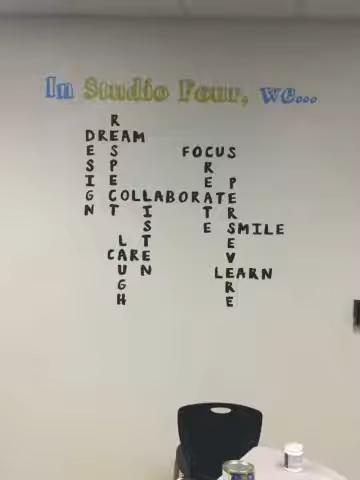 In Studio Four, we...
RESPECT
DREAM
DESIGN
FOCUS
CREATE
PERSEVERE
COLLABORATE
LISTEN
SMILE
LAUGH
CARE
LEARN